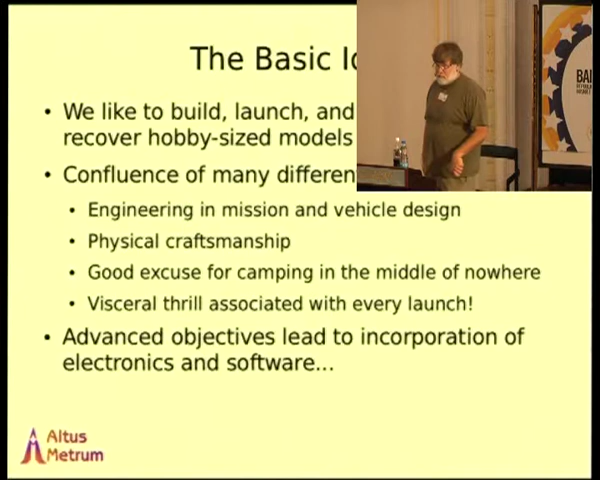 The Basic
We like to build, launch, and
recover hobby-sized models
Confluence of many differen
Engineering in mission and vehicle design
Physical craftsmanship
Good excuse for camping in the middle of nowhere
Visceral thrill associated with every launch!
Advanced objectives lead to incorporation of
electronics and software...
Altus
Metrum